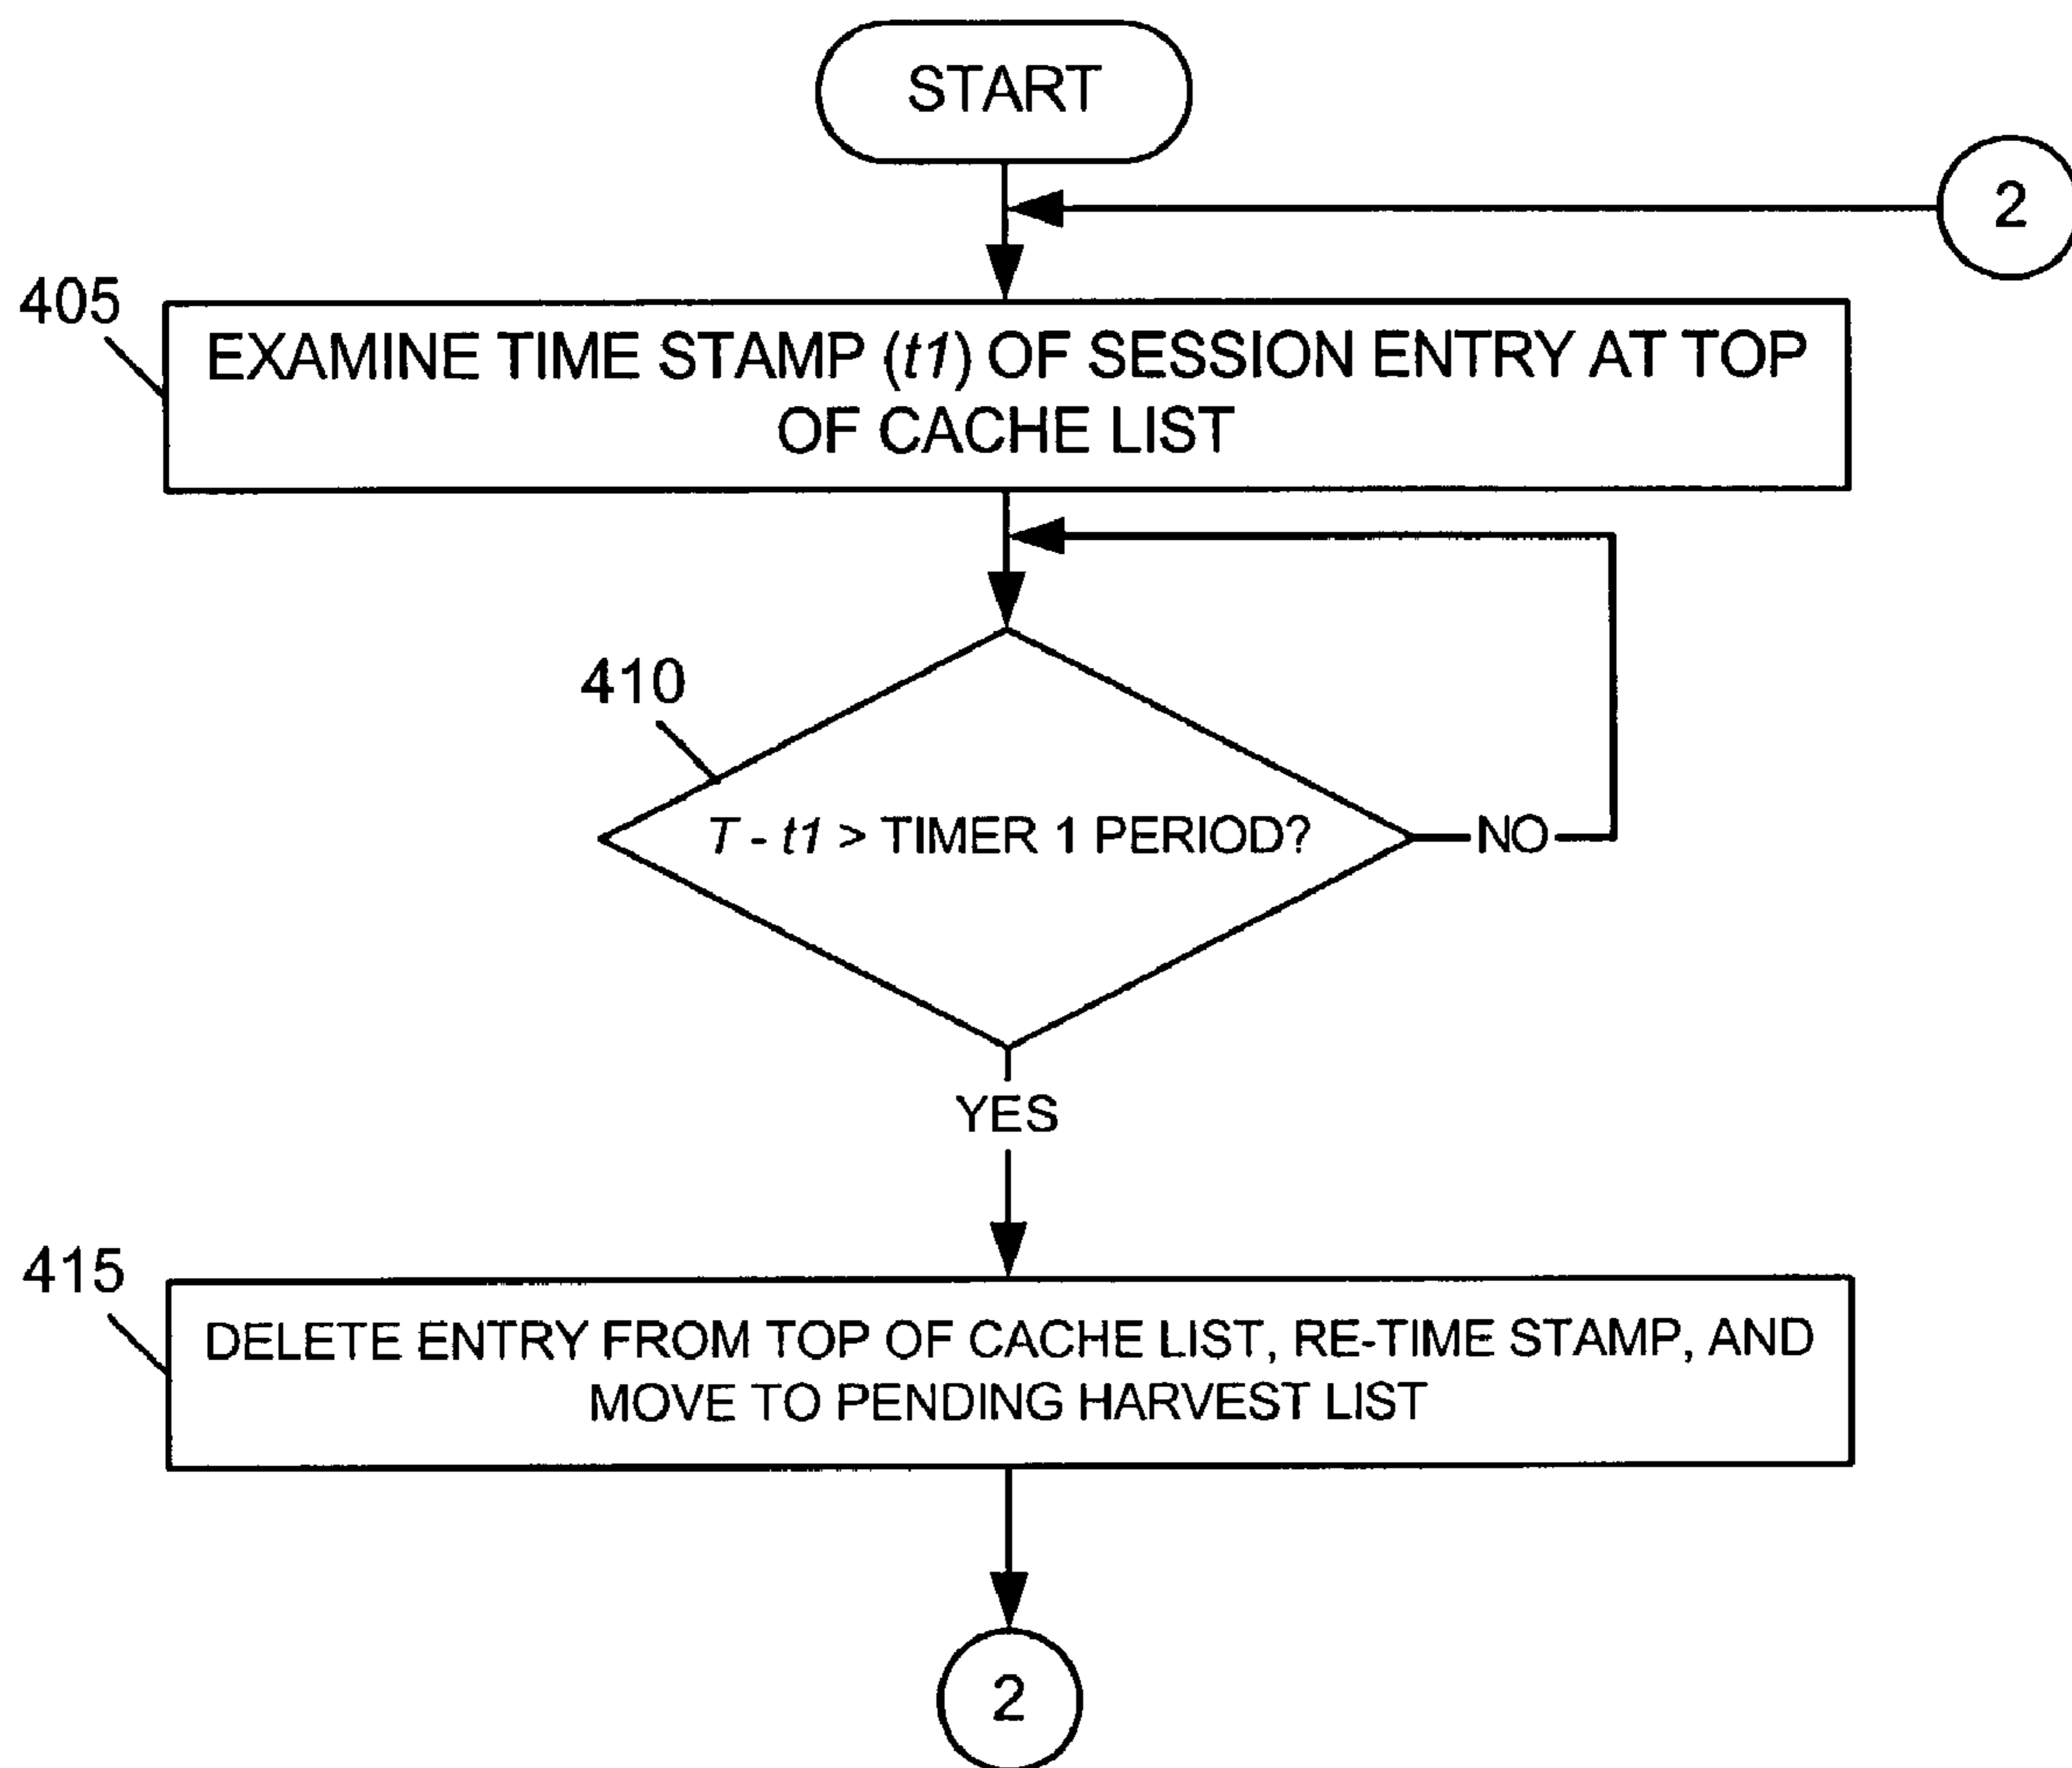 START
2
405
EXAMINE TIME STAMP (t1) OF SESSION ENTRY AT TOP
OF CACHE LIST
410
T - t1 > TIMER 1 PERIOD?
NO
YES
415
DELETE ENTRY FROM TOP OF CACHE LIST, RE-TIME STAMP, AND
MOVE TO PENDING HARVEST LIST
2